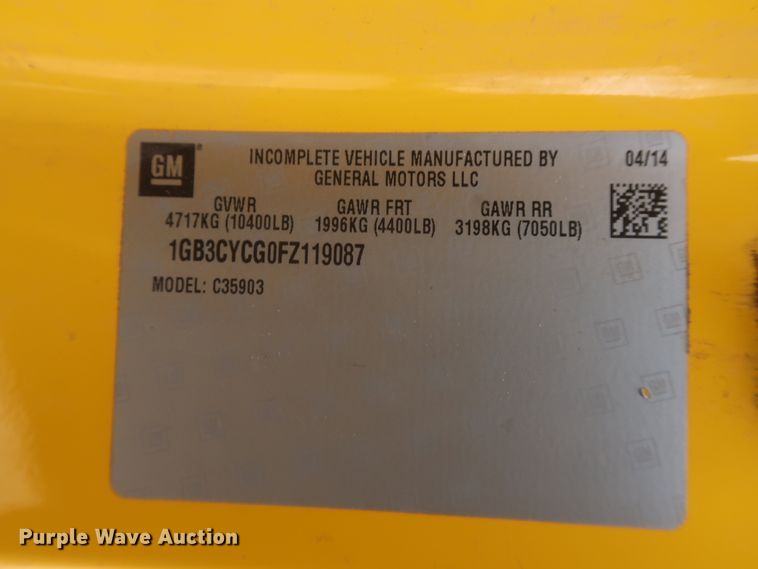 GM
INCOMPLETE VEHICLE MANUFACTURED BY 04/14
GENERAL MOTORS LLC
GVWR GAWR FRT GAWR RR
4717KG (10400LB) 1996KG (4400LB) 3198KG (7050LB)
1GB3CYCG0FZ119087
MODEL: C35903
Purple Wave Auction